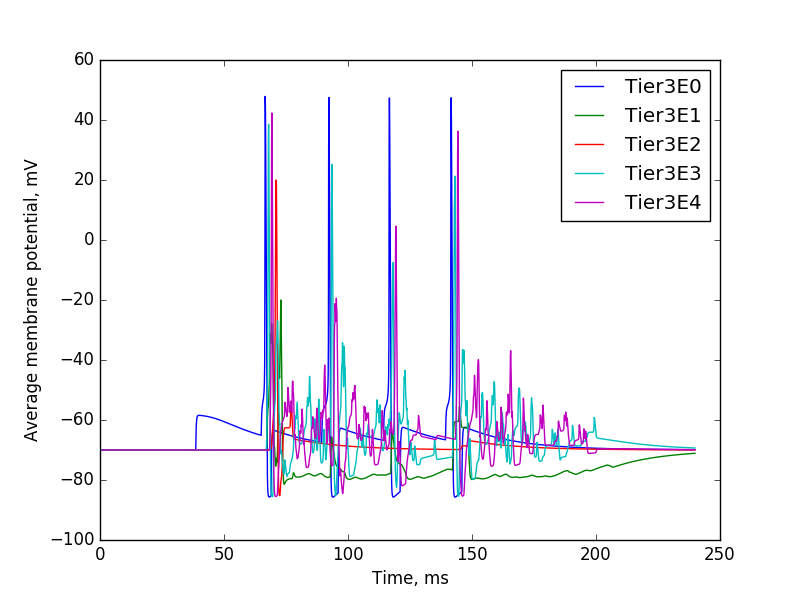 60
40
20
0
−20
−40
−60
−80
−100
Average membrane potential, mV
Tier3E0
Tier3E1
Tier3E2
Tier3E3
Tier3E4
0 50 100 150 200 250
Time, ms